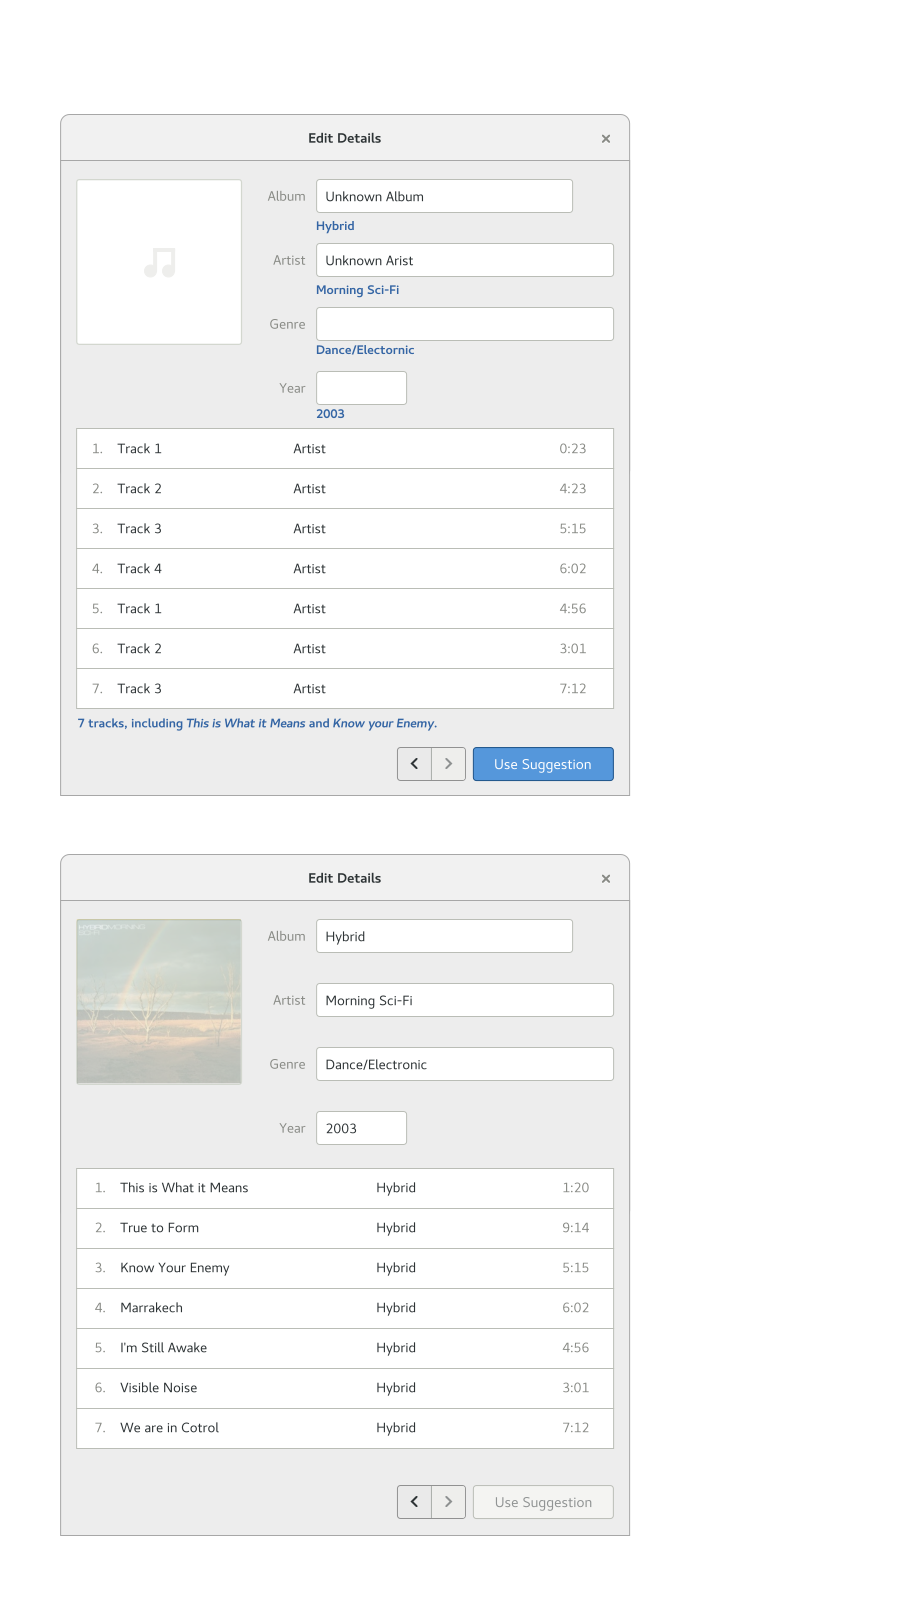 Edit Details
Album Unknown Album
Hybrid
Artist Unknown Arist
Morning Sci-Fi
Genre
Dance/Electornic
Year
2003
1. Track 1 Artist 0:23
2. Track 2 Artist 4:23
3. Track 3 Artist 5:15
4. Track 4 Artist 6:02
5. Track 1 Artist 4:56
6. Track 2 Artist 3:01
7. Track 3 Artist 7:12
7 tracks, including This is What it Means and Know your Enemy.
Use Suggestion
Edit Details
HYBRIDMORNING
Album Hybrid
Artist Morning Sci-Fi
Genre Dance/Electronic
Year 2003
1. This is What it Means Hybrid 1:20
2. True to Form Hybrid 9:14
3. Know Your Enemy Hybrid 5:15
4. Marrakech Hybrid 6:02
5. I'm Still Awake Hybrid 4:56
6. Visible Noise Hybrid 3:01
7. We are in Cotrol Hybrid 7:12
Use Suggestion